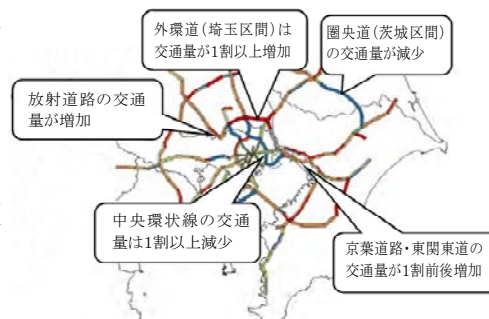 外環道（埼玉区間）は
交通量が1割以上増加
圏央道（茨城区間）
の交通量が減少
放射道路の交通
量が増加
中央環状線の交通
量は1割以上減少
京葉道路・東関東道の
交通量が1割前後増加